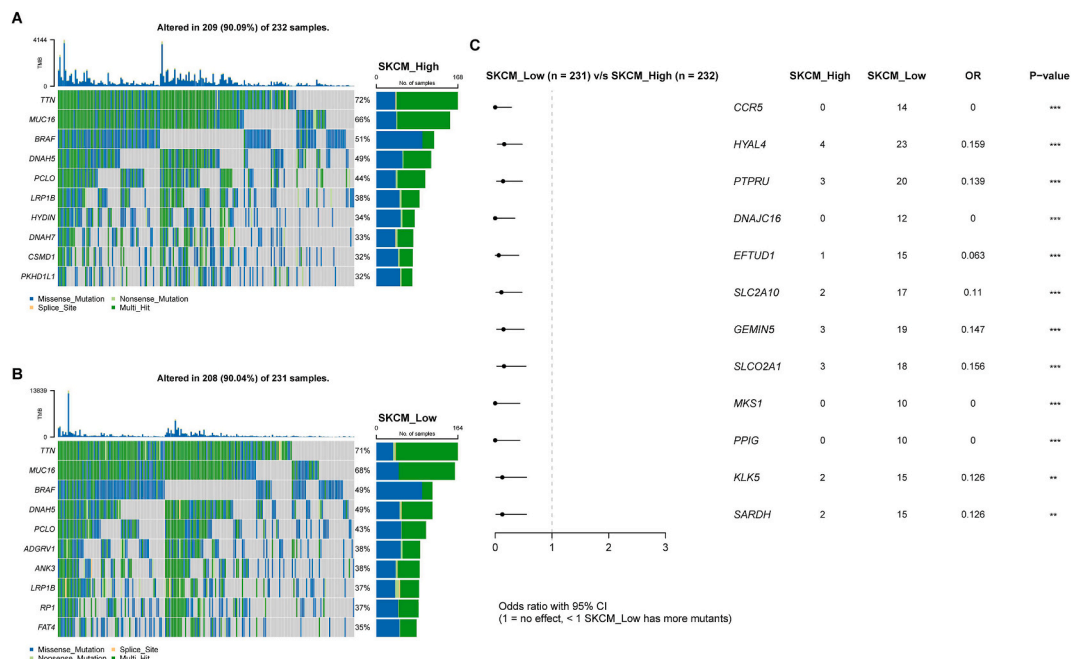 A
Altered in 209 (90.09%) of 232 samples.
4144
TMB
0
SKCM_High
0 164
No. of samples
TTN 72%
MUC16 66%
BRAF 51%
DNAH5 49%
PCLO 44%
LRP1B 38%
HYDIN 34%
DNAH7 33%
CSMD1 32%
PKHD1L1 32%
Missense_Mutation Nonsense_Mutation
Splice_Site Multi_Hit
B
Altered in 208 (90.04%) of 231 samples.
13839
TMB
0
SKCM_Low
0 164
No. of samples
TTN 71%
MUC16 68%
BRAF 49%
DNAH5 49%
PCLO 43%
ADGRV1 38%
ANK3 38%
LRP1B 37%
RP1 37%
FAT4 35%
Missense_Mutation Splice_Site
Nonsense_Mutation Multi_Hit
C
SKCM_Low (n = 231) v/s SKCM_High (n = 232) SKCM_High SKCM_Low OR P−value
CCR5 0 14 0 ***
HYAL4 4 23 0.159 ***
PTPRU 3 20 0.139 ***
DNAJC16 0 12 0 ***
EFTUD1 1 15 0.063 ***
SLC2A10 2 17 0.11 ***
GEMIN5 3 19 0.147 ***
SLCO2A1 3 18 0.156 ***
MKS1 0 10 0 ***
PPIG 0 10 0 ***
KLK5 2 15 0.126 **
SARDH 2 15 0.126 **
0 1 2 3
Odds ratio with 95% CI
(1 = no effect, < 1 SKCM_Low has more mutants)